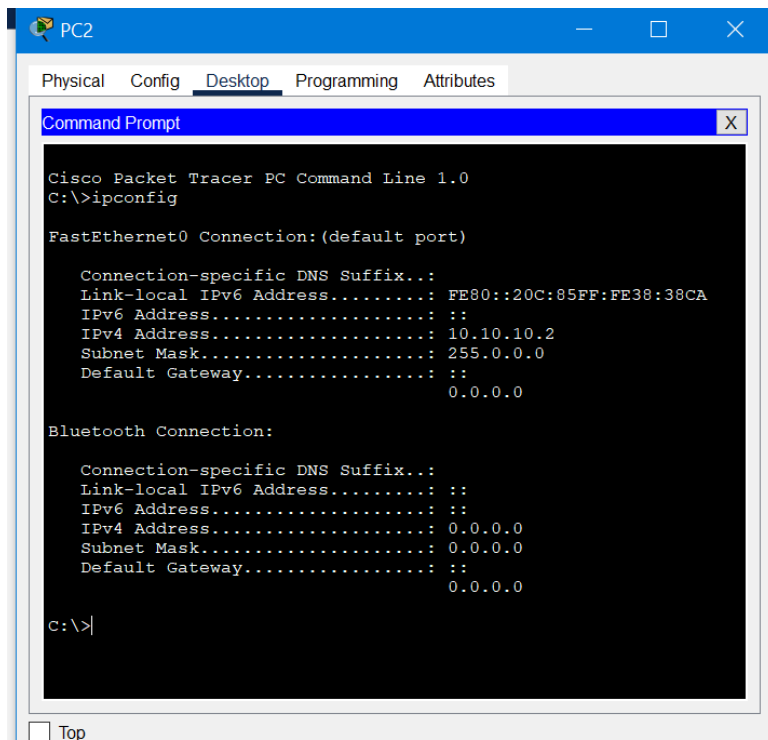 PC2
Physical Config Desktop Programming Attributes
Command Prompt
X
Cisco Packet Tracer PC Command Line 1.0
C:\>ipconfig
FastEthernet0 Connection:(default port)
Connection-specific DNS Suffix..:
Link-local IPv6 Address.........: FE80::20C:85FF:FE38:38CA
IPv6 Address....................: ::
IPv4 Address....................: 10.10.10.2
Subnet Mask.....................: 255.0.0.0
Default Gateway.................: ::
0.0.0.0
Bluetooth Connection:
Connection-specific DNS Suffix..:
Link-local IPv6 Address.........: ::
IPv6 Address....................: ::
IPv4 Address....................: 0.0.0.0
Subnet Mask.....................: 0.0.0.0
Default Gateway.................: ::
0.0.0.0
C:\>
Top